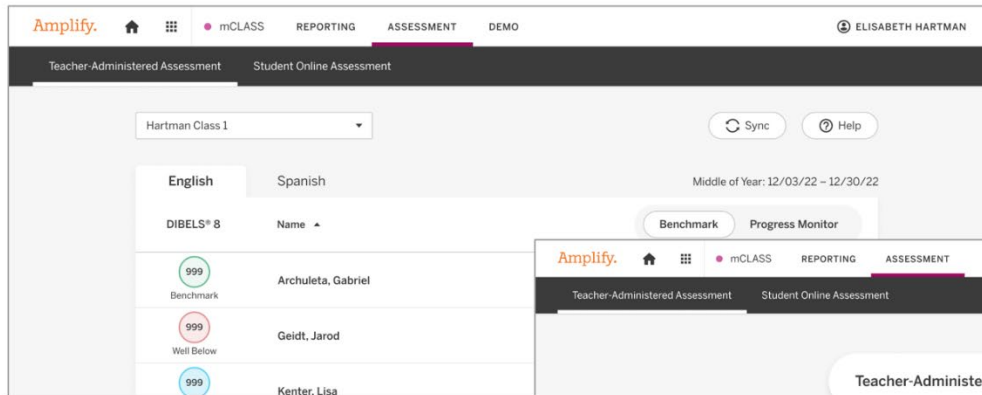 Amplify. mCLASS REPORTING ASSESSMENT DEMO ELISABETH HARTMAN
Teacher-Administered Assessment Student Online Assessment
Hartman Class 1 Sync Help
English Spanish Middle of Year: 12/03/22 – 12/30/22
DIBELS® 8 Name Benchmark Progress Monitor
999
Benchmark
Archuleta, Gabriel
999
Well Below
Geidt, Jarod
999
Kenter, Lisa
Amplify. mCLASS REPORTING ASSESSMENT
Teacher-Administered Assessment Student Online Assessment
Teacher-Administe